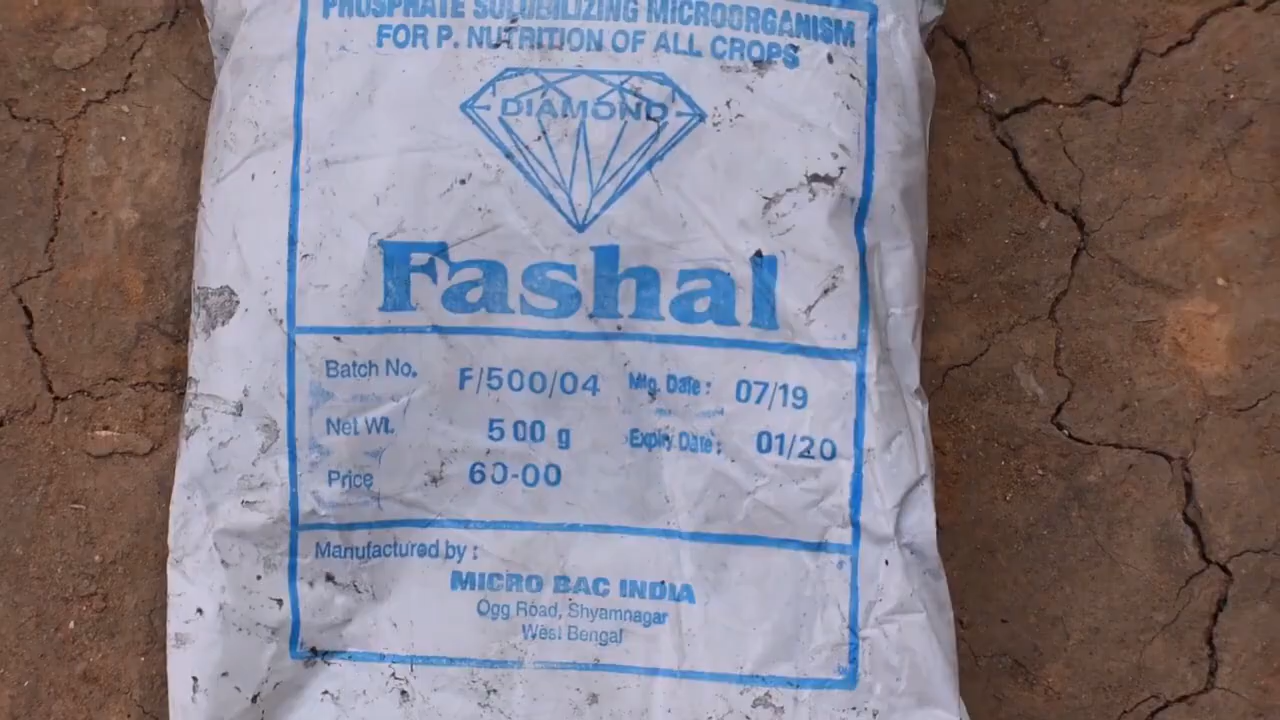 PHOSPHATE SOLUBILIZING MICROORGANISM
FOR P. NUTRITION OF ALL CROPS
DIAMOND
Fashal
Batch No. F/500/04 Mfg. Date : 07/19
Net Wt. 500 g Expiry Date : 01/20
Price 60-00
Manufactured by :
MICRO BAC INDIA
Ogg Road, Shyamnagar
West Bengal